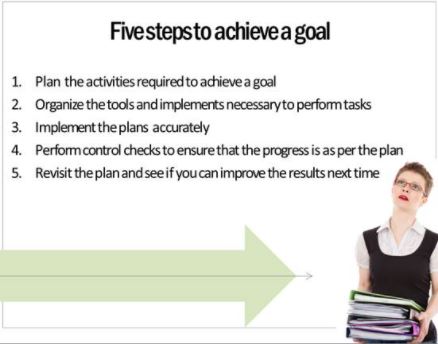 Five steps to achieve a goal
1. Plan the activities required to achieve a goal
2. Organize the tools and implements necessary to perform tasks
3. Implement the plans accurately
4. Perform control checks to ensure that the progress is as per the plan
5. Revisit the plan and see if you can improve the results next time